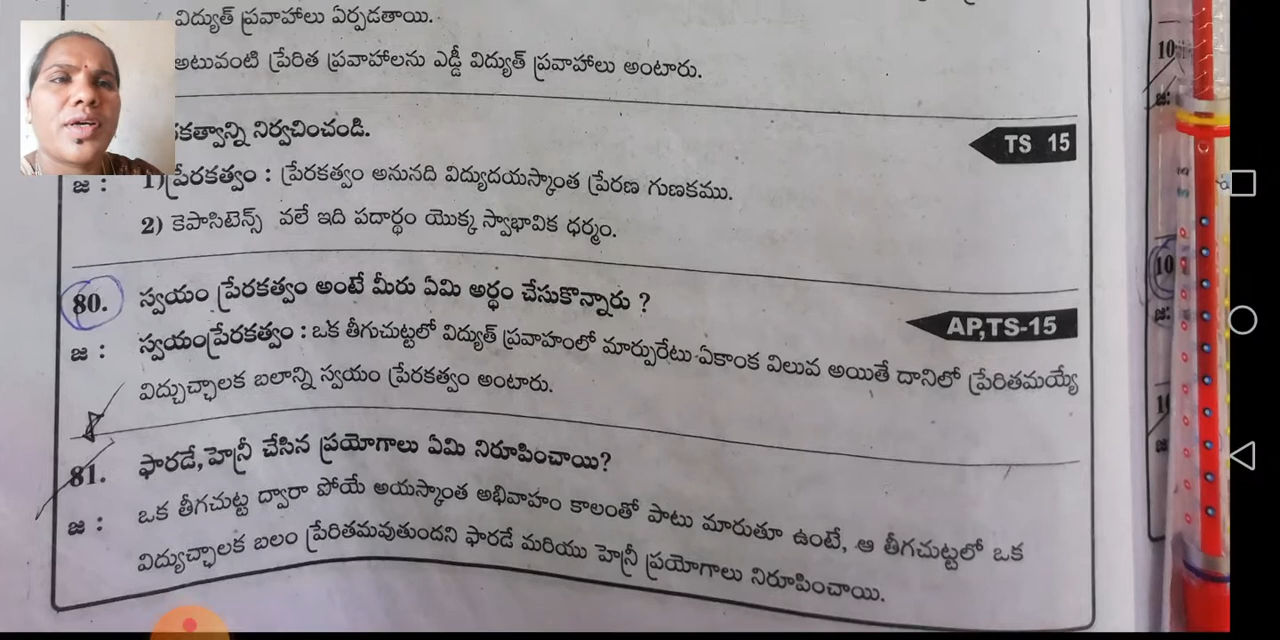 విద్యుత్ ప్రవాహాలు ఏర్పడతాయి.
అటువంటి ప్రేరిత ప్రవాహాలను ఎడ్డీ విద్యుత్ ప్రవాహాలు అంటారు.
నిర్వచించండి.
TS 15
జ : 1) ప్రేరకత్వం : ప్రేరకత్వం అనునది విద్యుదయస్కాంత ప్రేరణ గుణకము.
2) కెపాసిటెన్స్ వలే ఇది పదార్థం యొక్క స్వాభావిక ధర్మం.
80. స్వయం ప్రేరకత్వం అంటే మీరు ఏమి అర్థం చేసుకొన్నారు ?
AP,TS-15
జ : స్వయంప్రేరకత్వం : ఒక తీగుచుట్టలో విద్యుత్ ప్రవాహంలో మార్పురేటు ఏకాంక విలువ అయితే దానిలో ప్రేరితమయ్యే
విద్చుచ్ఛాలక బలాన్ని స్వయం ప్రేరకత్వం అంటారు.
81. ఫారడే, హెన్రీ చేసిన ప్రయోగాలు ఏమి నిరూపించాయి?
జ : ఒక తీగచుట్ట ద్వారా పోయే అయస్కాంత అభివాహం కాలంతో పాటు మారుతూ ఉంటే, ఆ తీగచుట్టలో ఒక
విద్యుచ్ఛాలక బలం ప్రేరితమవుతుందని ఫారడే మరియు హెన్రీ ప్రయోగాలు నిరూపించాయి.
10
జ:
10
జ:
1